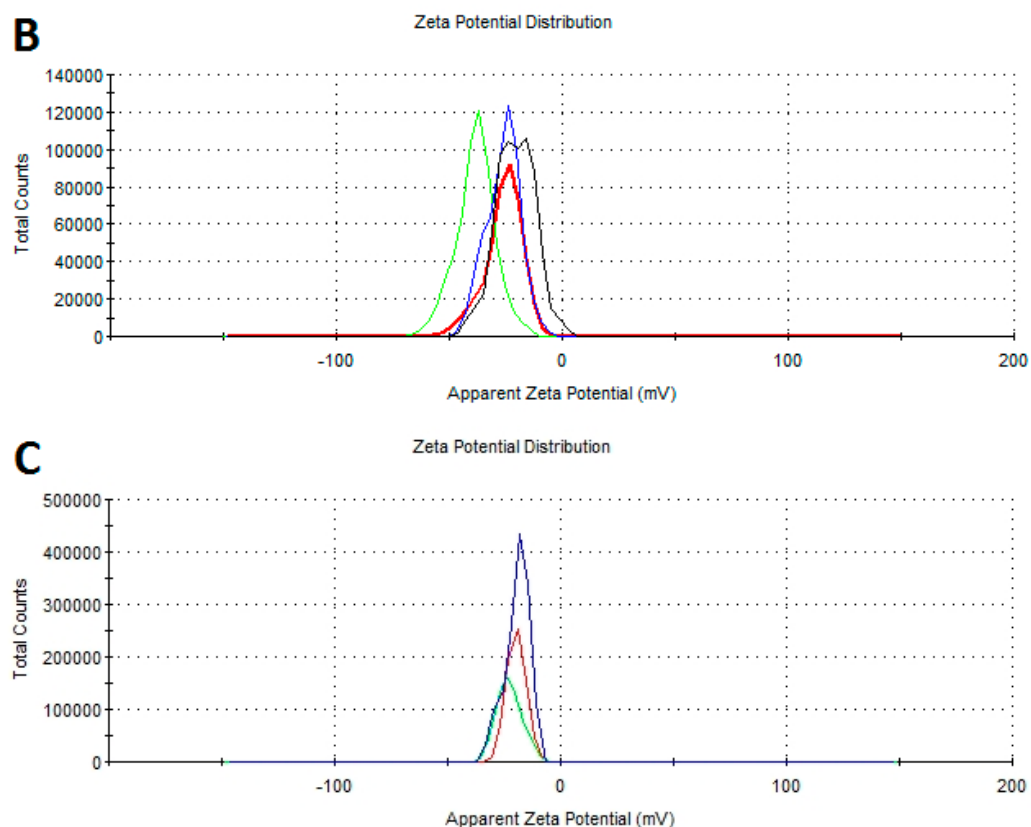 B
Zeta Potential Distribution
140000
120000
100000
80000
60000
40000
20000
0
Total Counts
-100 0 100 200
Apparent Zeta Potential (mV)
C
Zeta Potential Distribution
500000
400000
300000
200000
100000
0
Total Counts
-100 0 100 200
Apparent Zeta Potential (mV)